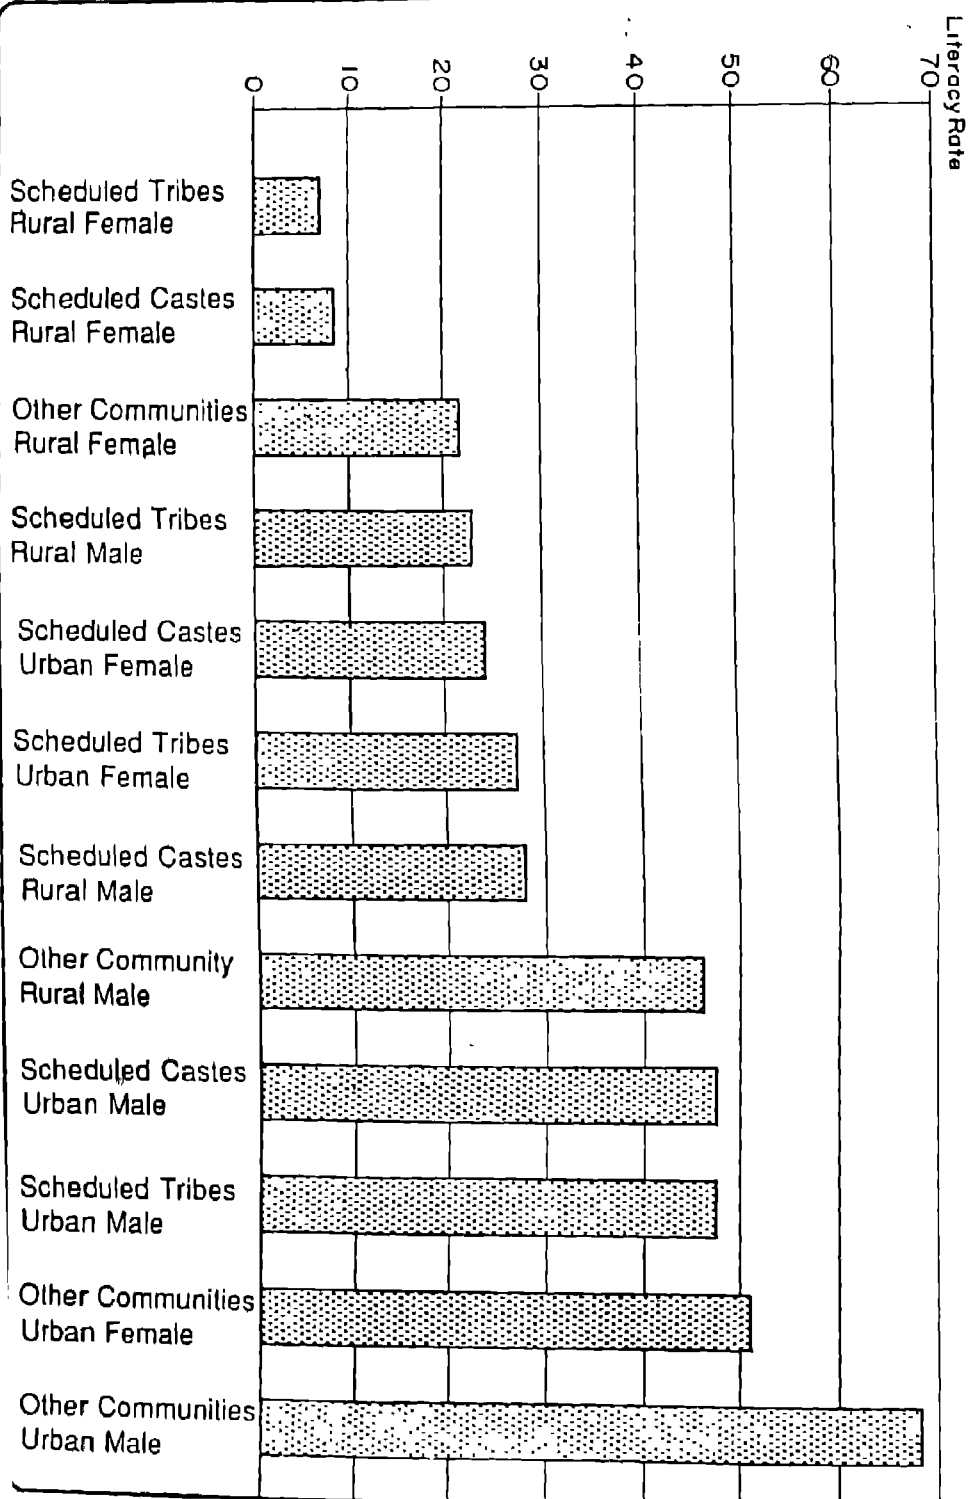 Literacy Rate
0
10
20
30
40
50
60
70
Scheduled Tribes
Rural Female
Scheduled Castes
Rural Female
Other Communities
Rural Female
Scheduled Tribes
Rural Male
Scheduled Castes
Urban Female
Scheduled Tribes
Urban Female
Scheduled Castes
Rural Male
Other Community
Rural Male
Scheduled Castes
Urban Male
Scheduled Tribes
Urban Male
Other Communities
Urban Female
Other Communities
Urban Male